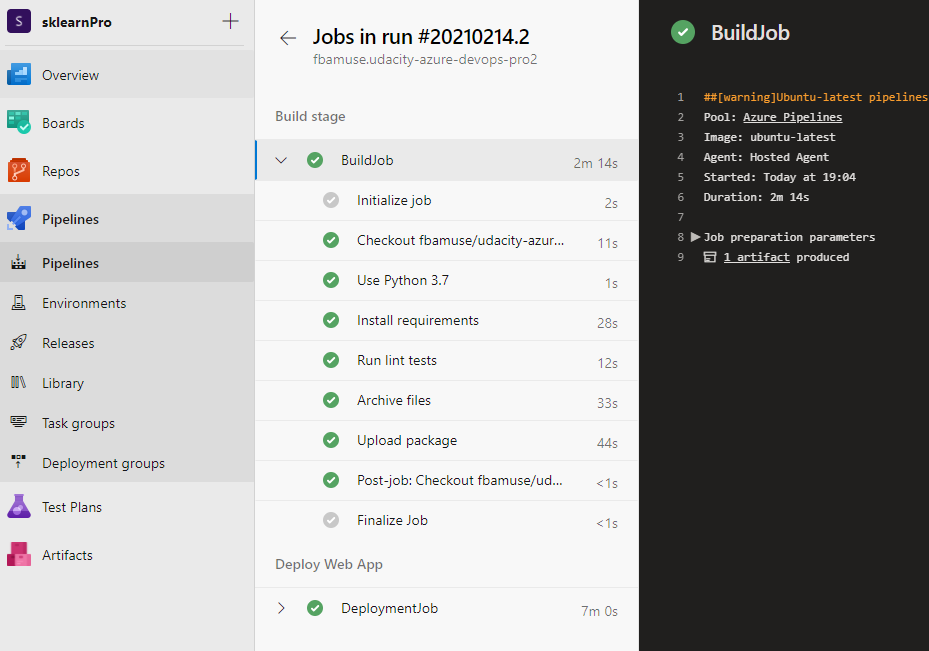 S sklearnPro
Overview
Boards
Repos
Pipelines
Pipelines
Environments
Releases
Library
Task groups
Deployment groups
Test Plans
Artifacts
Jobs in run #20210214.2
fbamuse.udacity-azure-devops-pro2
Build stage
BuildJob 2m 14s
Initialize job 2s
Checkout fbamuse/udacity-azur... 11s
Use Python 3.7 1s
Install requirements 28s
Run lint tests 12s
Archive files 33s
Upload package 44s
Post-job: Checkout fbamuse/ud... <1s
Finalize Job <1s
Deploy Web App
DeploymentJob 7m 0s
BuildJob
1 ##[warning]Ubuntu-latest pipelines
2 Pool: Azure Pipelines
3 Image: ubuntu-latest
4 Agent: Hosted Agent
5 Started: Today at 19:04
6 Duration: 2m 14s
7
8 Job preparation parameters
9 1 artifact produced